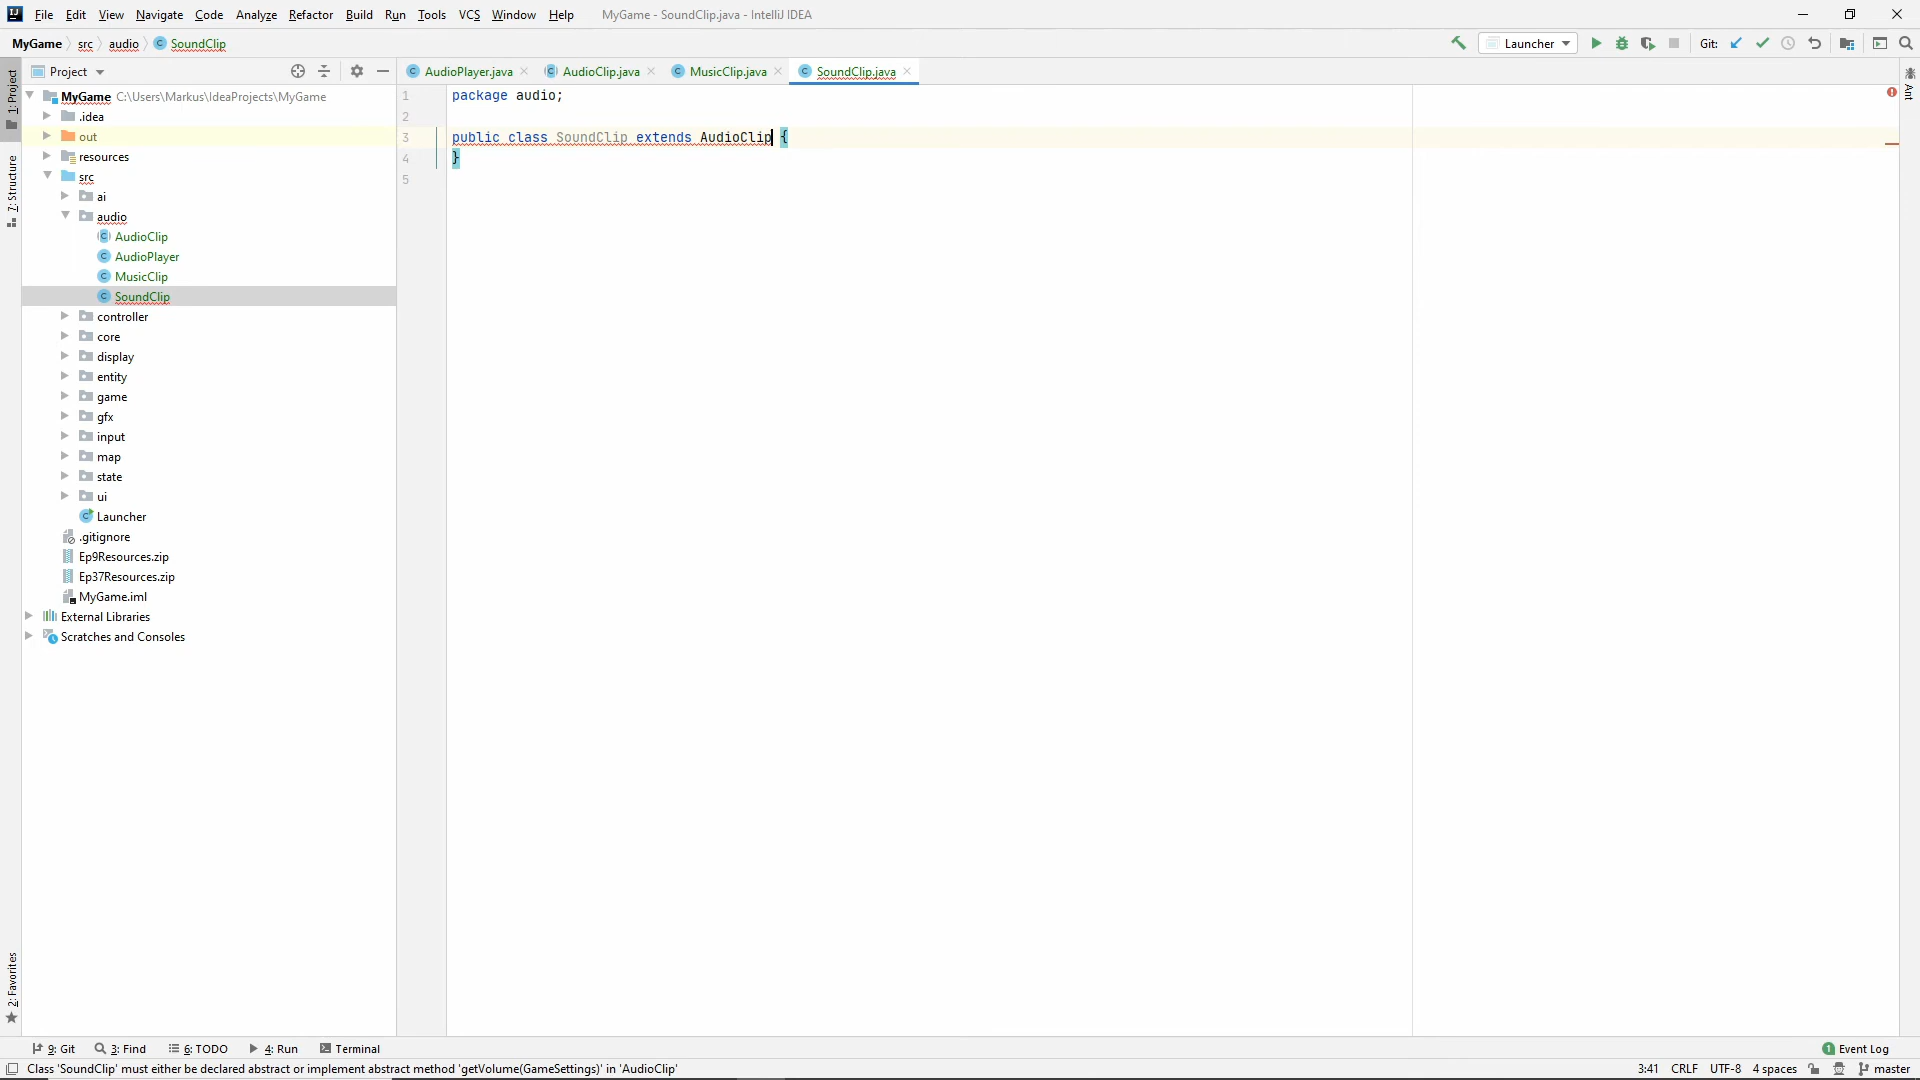 File Edit View Navigate Code Analyze Refactor Build Run Tools VCS Window Help MyGame - SoundClip.java - IntelliJ IDEA
MyGame src audio SoundClip Launcher Git:
Project AudioPlayer.java AudioClip.java MusicClip.java SoundClip.java
1: Project
7: Structure
2: Favorites
Ant
MyGame C:\Users\Markus\IdeaProjects\MyGame
.idea
out
resources
src
ai
audio
AudioClip
AudioPlayer
MusicClip
SoundClip
controller
core
display
entity
game
gfx
input
map
state
ui
Launcher
.gitignore
Ep9Resources.zip
Ep37Resources.zip
MyGame.iml
External Libraries
Scratches and Consoles
1 package audio;
2
3 public class SoundClip extends AudioClip {
4 }
5
9: Git 3: Find 6: TODO 4: Run Terminal 1 Event Log
Class 'SoundClip' must either be declared abstract or implement abstract method 'getVolume(GameSettings)' in 'AudioClip' 3:41 CRLF UTF-8 4 spaces master